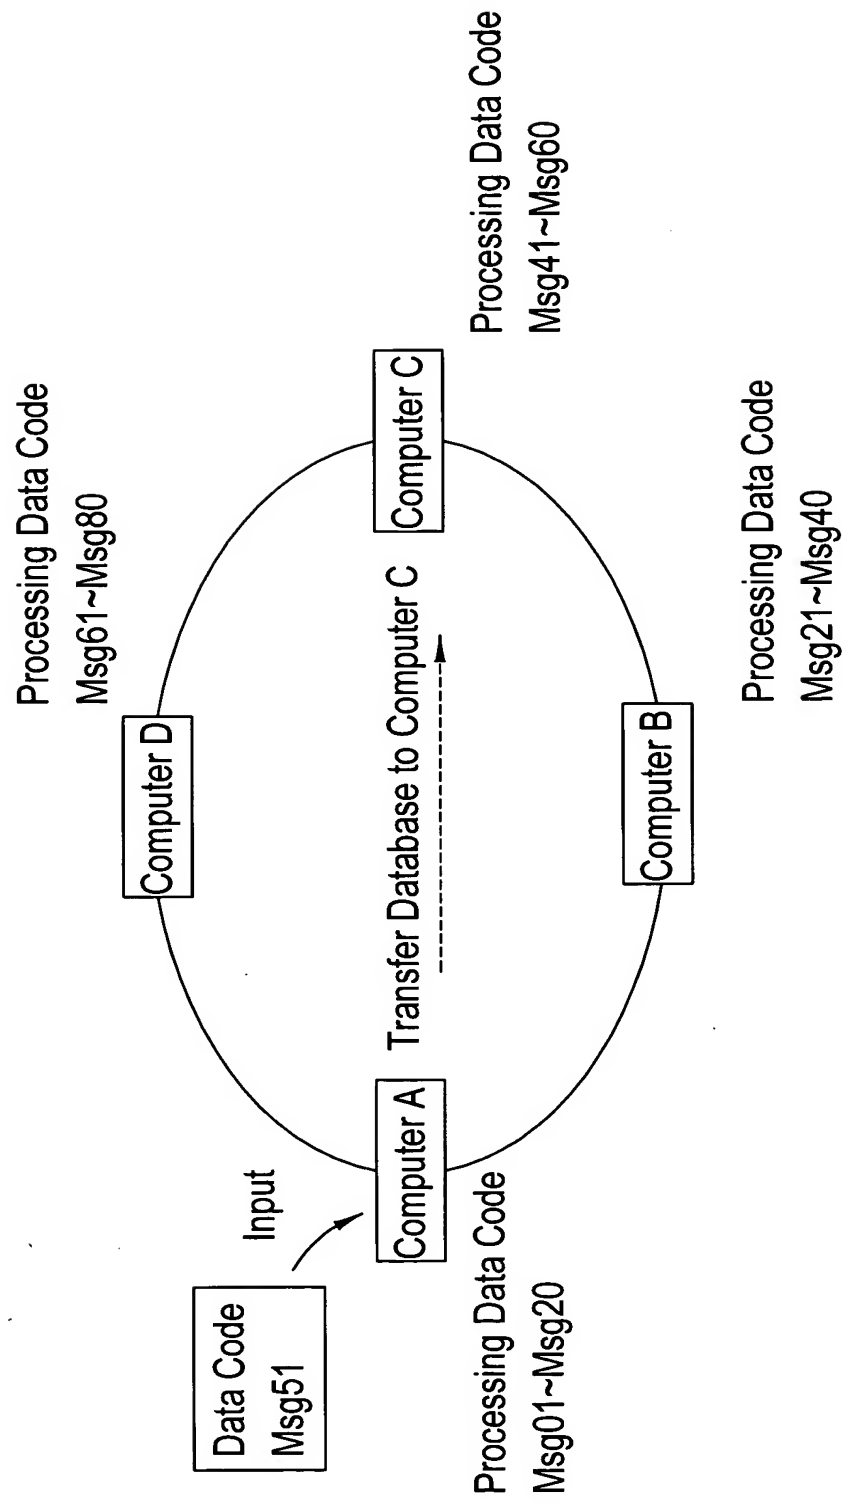 Processing Data Code
Msg61~Msg80
Computer D
Data Code
Msg51
Input
Computer A
Transfer Database to Computer C
Computer C
Processing Data Code
Msg01~Msg20
Processing Data Code
Msg41~Msg60
Computer B
Processing Data Code
Msg21~Msg40